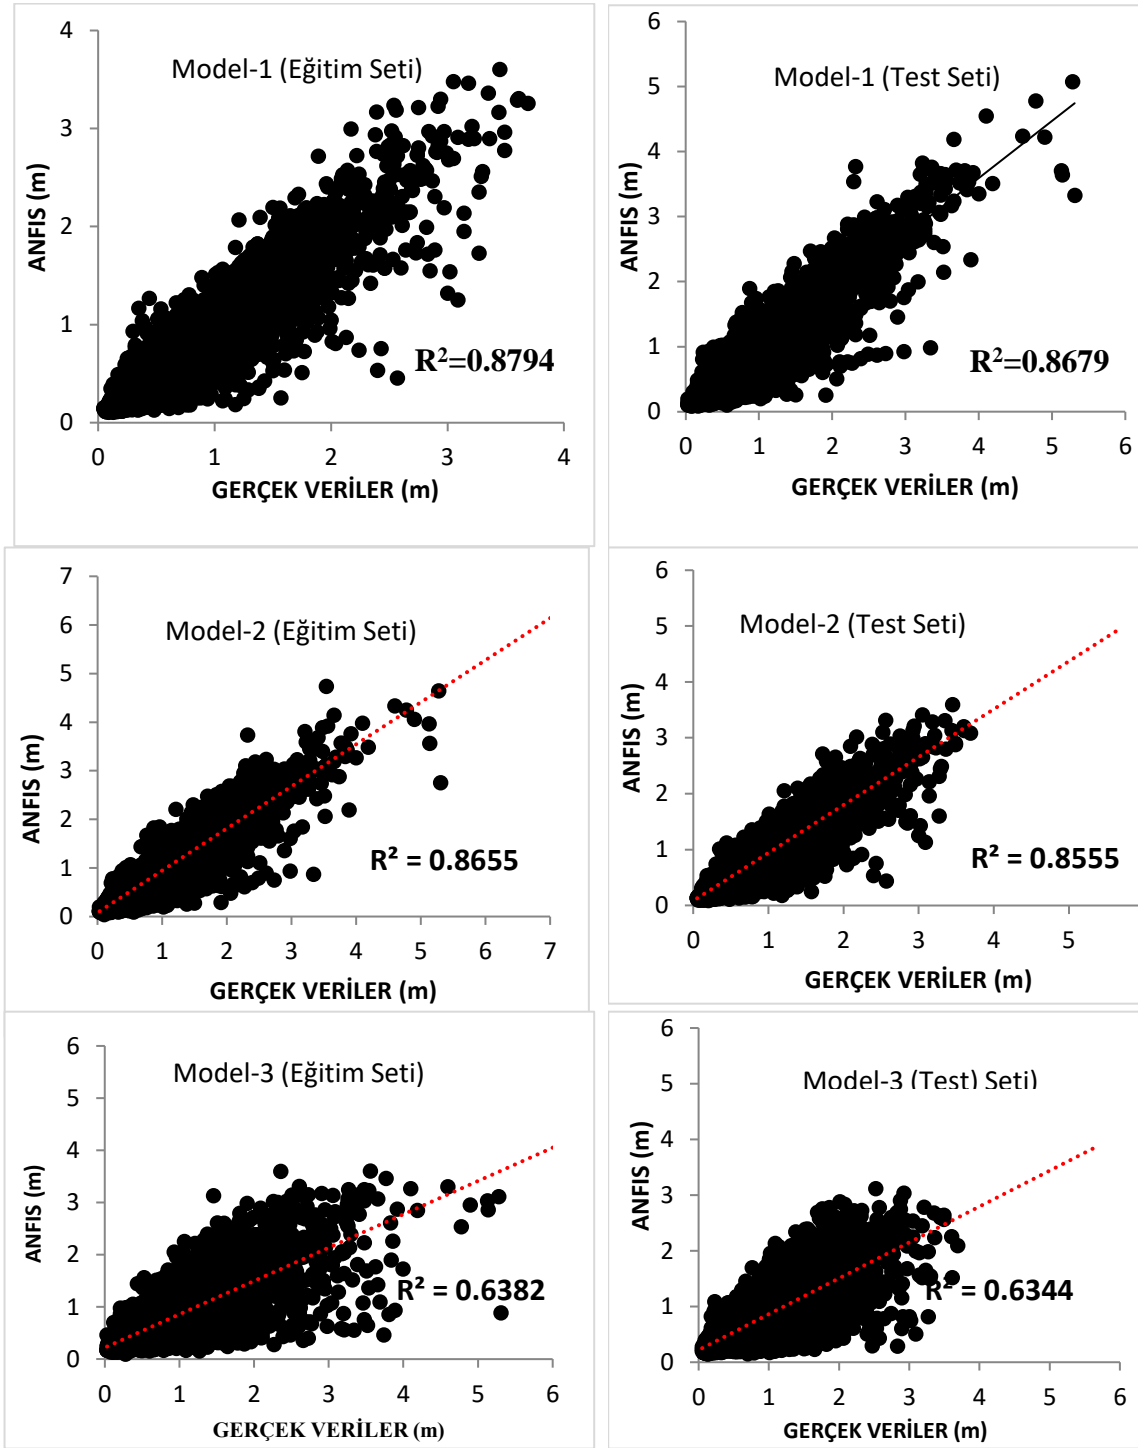 Model-1 (Eğitim Seti)
ANFIS (m)
4
3
2
1
0
R²=0.8794
0 1 2 3 4
GERÇEK VERİLER (m)
Model-1 (Test Seti)
ANFIS (m)
6
5
4
3
2
1
0
R²=0.8679
0 1 2 3 4 5 6
GERÇEK VERİLER (m)
Model-2 (Eğitim Seti)
ANFIS (m)
7
6
5
4
3
2
1
0
R² = 0.8655
0 1 2 3 4 5 6 7
GERÇEK VERİLER (m)
Model-2 (Test Seti)
ANFIS (m)
6
5
4
3
2
1
0
R² = 0.8555
0 1 2 3 4 5
GERÇEK VERİLER (m)
Model-3 (Eğitim Seti)
ANFIS (m)
6
5
4
3
2
1
0
R² = 0.6382
0 1 2 3 4 5 6
GERÇEK VERİLER (m)
Model-3 (Test) Seti)
ANFIS (m)
6
5
4
3
2
1
0
R² = 0.6344
0 1 2 3 4 5 6
GERÇEK VERİLER (m)